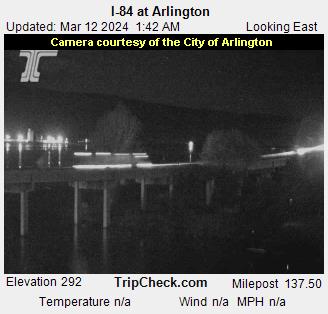 I-84 at Arlington
Updated: Mar 12 2024 1:42 AM Looking East
Camera courtesy of the City of Arlington
Elevation 292 TripCheck.com Milepost 137.50
Temperature n/a Wind n/a MPH n/a